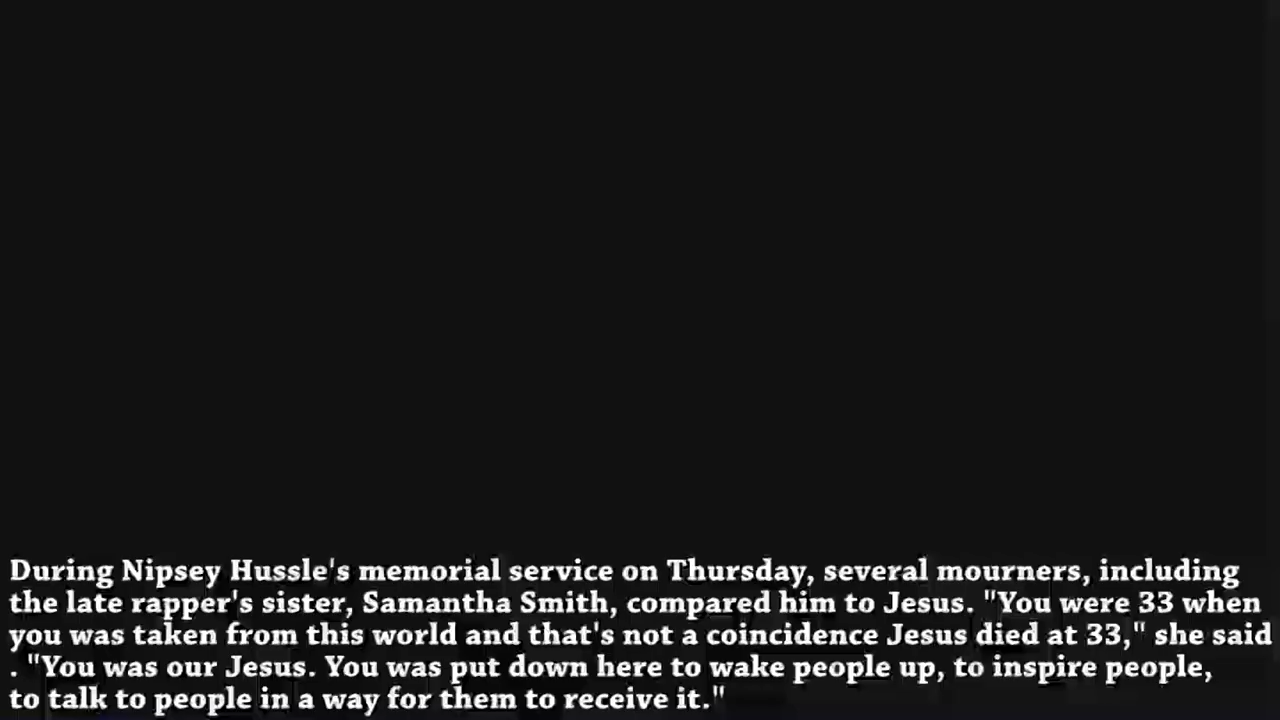 During Nipsey Hussle's memorial service on Thursday, several mourners, including
the late rapper's sister, Samantha Smith, compared him to Jesus. "You were 33 when
you was taken from this world and that's not a coincidence Jesus died at 33," she said
. "You was our Jesus. You was put down here to wake people up, to inspire people,
to talk to people in a way for them to receive it."